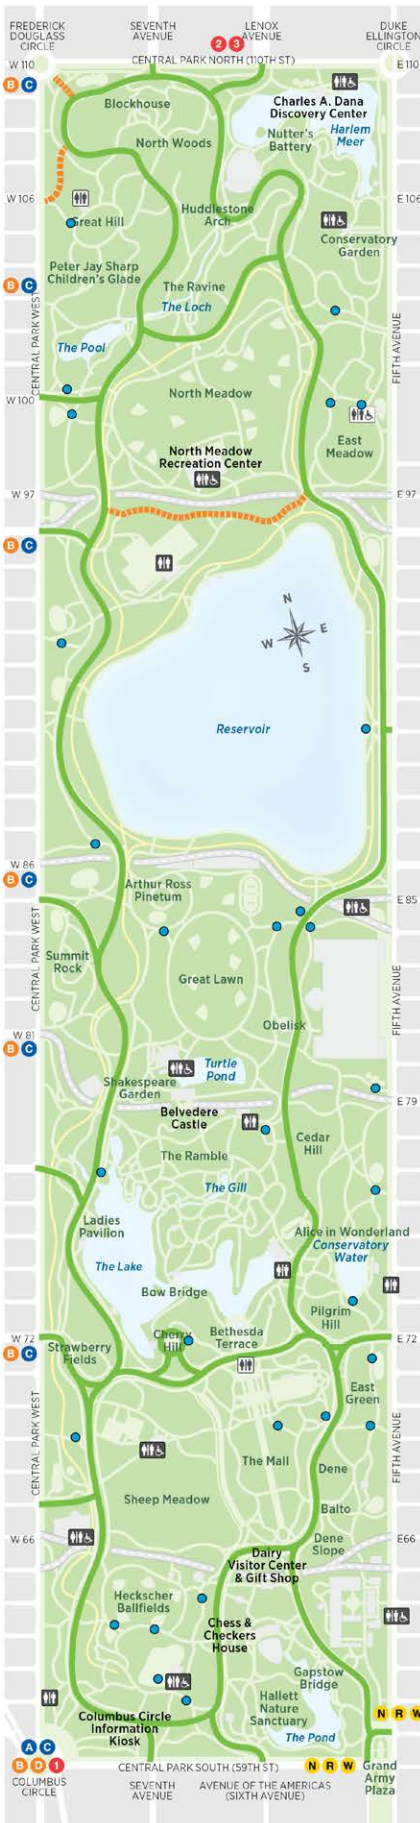 FREDERICK
DOUGLASS
CIRCLE
SEVENTH
AVENUE
LENOX
AVENUE
DUKE
ELLINGTON
CIRCLE
2 3
W 110
CENTRAL PARK NORTH (110TH ST)
E 110
B C
Blockhouse
Charles A. Dana
Discovery Center
North Woods
Nutter's
Battery
Harlem
Meer
W 106
E 106
Great Hill
Huddlestone
Arch
Conservatory
Garden
Peter Jay Sharp
Children's Glade
B C
The Ravine
The Loch
CENTRAL PARK WEST
FIFTH AVENUE
The Pool
North Meadow
W 100
East
Meadow
North Meadow
Recreation Center
W 97
E 97
B C
N
W E
S
Reservoir
W 86
B C
Arthur Ross
Pinetum
E 85
CENTRAL PARK WEST
FIFTH AVENUE
Summit
Rock
Great Lawn
Obelisk
W 81
B C
Turtle
Pond
Shakespeare
Garden
E 79
Belvedere
Castle
Cedar
Hill
The Ramble
The Gill
Ladies
Pavilion
Alice in Wonderland
Conservatory
Water
The Lake
Bow Bridge
Pilgrim
Hill
W 72
Cherry
Hill
Bethesda
Terrace
E 72
B C
Strawberry
Fields
East
Green
CENTRAL PARK WEST
FIFTH AVENUE
The Mall
Dene
Sheep Meadow
Balto
W 66
Dene
Slope
E66
Dairy
Visitor Center
& Gift Shop
Heckscher
Ballfields
Chess &
Checkers
House
Gapstow
Bridge
Hallett
Nature
Sanctuary
Columbus Circle
Information
Kiosk
The Pond
N R W
A C
B D 1
COLUMBUS
CIRCLE
CENTRAL PARK SOUTH (59TH ST)
N R W
Grand
Army
Plaza
SEVENTH
AVENUE
AVENUE OF THE AMERICAS
(SIXTH AVENUE)